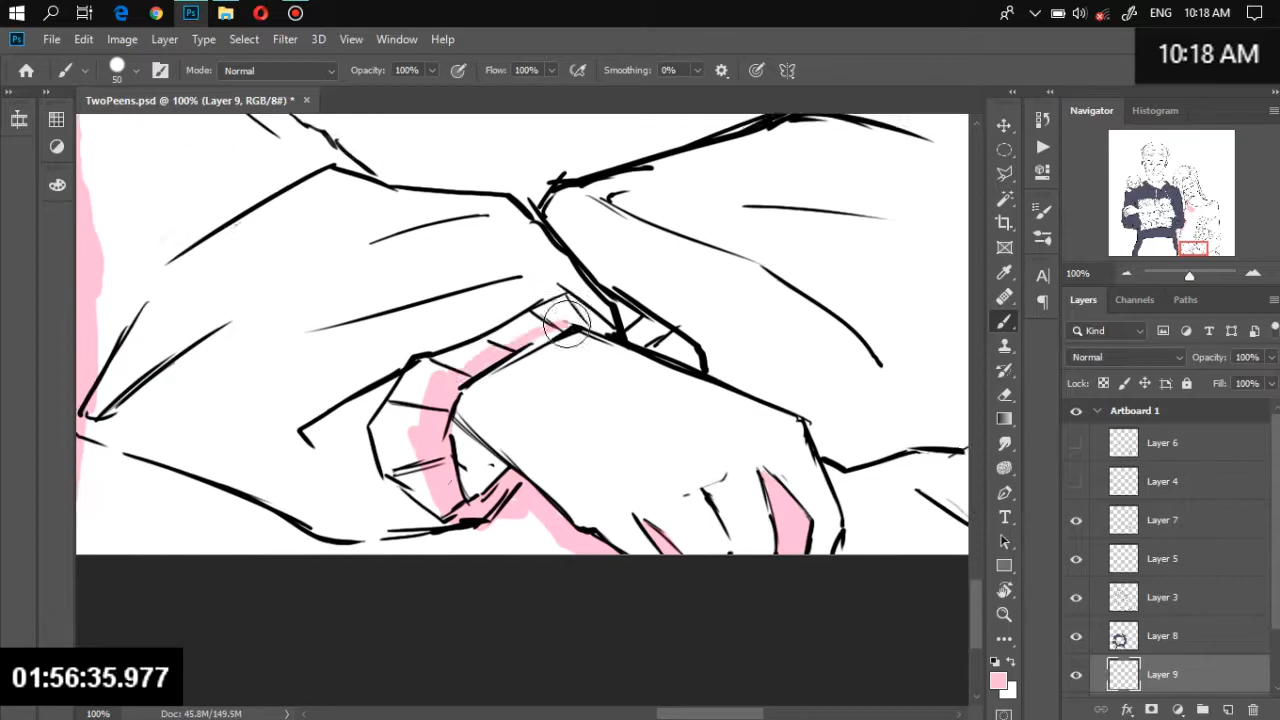 ENG 10:18 AM
File Edit Image Layer Type Select Filter 3D View Window Help
10:18 AM
50 Mode: Normal Opacity: 100% Flow: 100% Smoothing: 0%
TwoPeens.psd @ 100% (Layer 9, RGB/8#) *
Navigator Histogram
100%
Layers Channels Paths
Kind
Normal Opacity: 100%
Lock: Fill: 100%
Artboard 1
Layer 6
Layer 4
Layer 7
Layer 5
Layer 3
Layer 8
Layer 9
01:56:35.977
100% Doc: 45.8M/149.5M